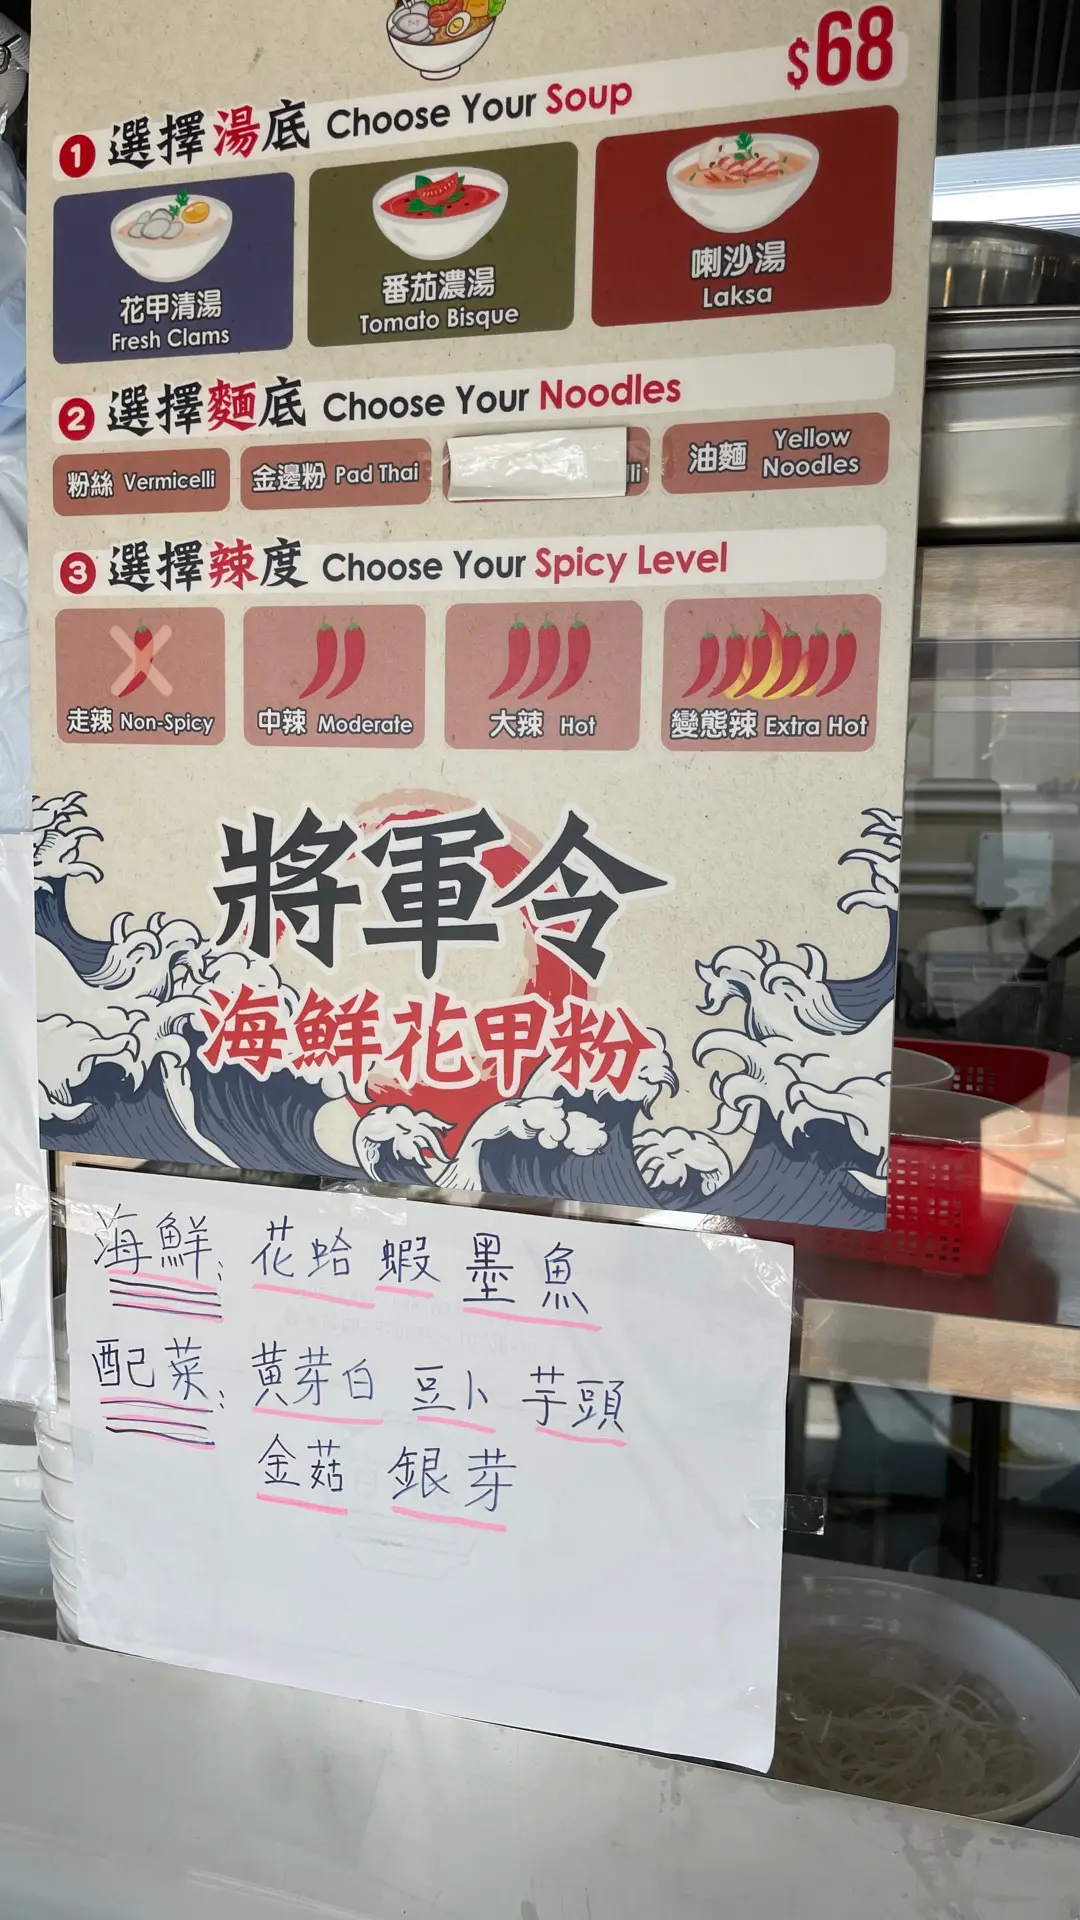 $68
1 選擇湯底 Choose Your Soup
花甲清湯
Fresh Clams
番茄濃湯
Tomato Bisque
喇沙湯
Laksa
2 選擇麵底 Choose Your Noodles
粉絲 Vermicelli
金邊粉 Pad Thai
lli
油麵 Yellow Noodles
3 選擇辣度 Choose Your Spicy Level
走辣 Non-Spicy
中辣 Moderate
大辣 Hot
變態辣 Extra Hot
將軍令
海鮮花甲粉
海鮮: 花蛤 蝦 墨魚
配菜: 黃芽白 豆卜 芋頭
金菇 銀芽